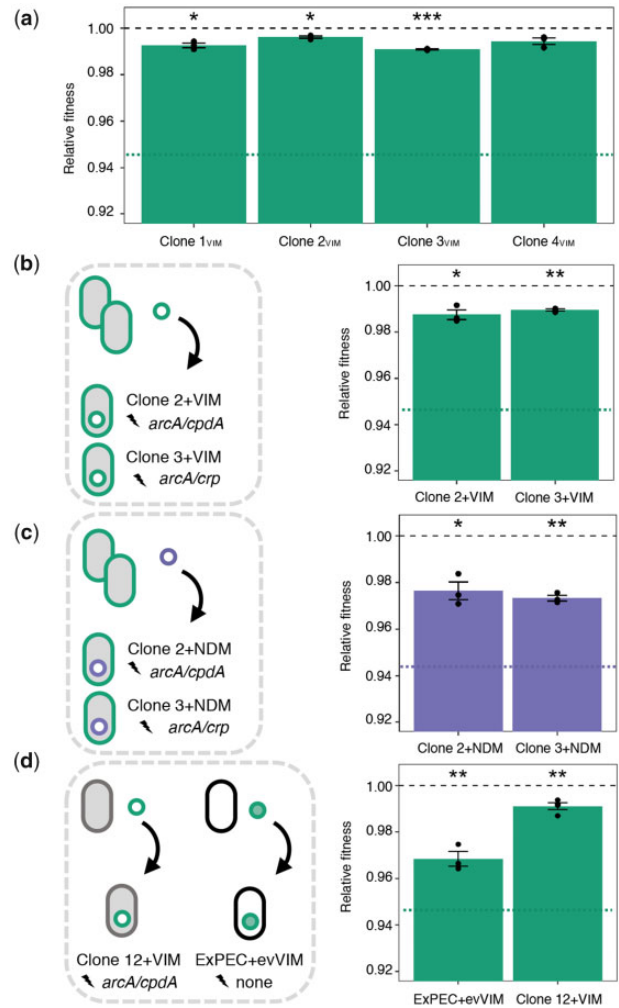 (a)
* * ***
1.00
0.98
0.96
0.94
0.92
Relative fitness
Clone 1VIM Clone 2VIM Clone 3VIM Clone 4VIM
(b)
Clone 2+VIM
arcA/cpdA
Clone 3+VIM
arcA/crp
* **
1.00
0.98
0.96
0.94
0.92
Relative fitness
Clone 2+VIM Clone 3+VIM
(c)
Clone 2+NDM
arcA/cpdA
Clone 3+NDM
arcA/crp
* **
1.00
0.98
0.96
0.94
0.92
Relative fitness
Clone 2+NDM Clone 3+NDM
(d)
Clone 12+VIM ExPEC+evVIM
arcA/cpdA none
** **
1.00
0.98
0.96
0.94
0.92
Relative fitness
ExPEC+evVIM Clone 12+VIM